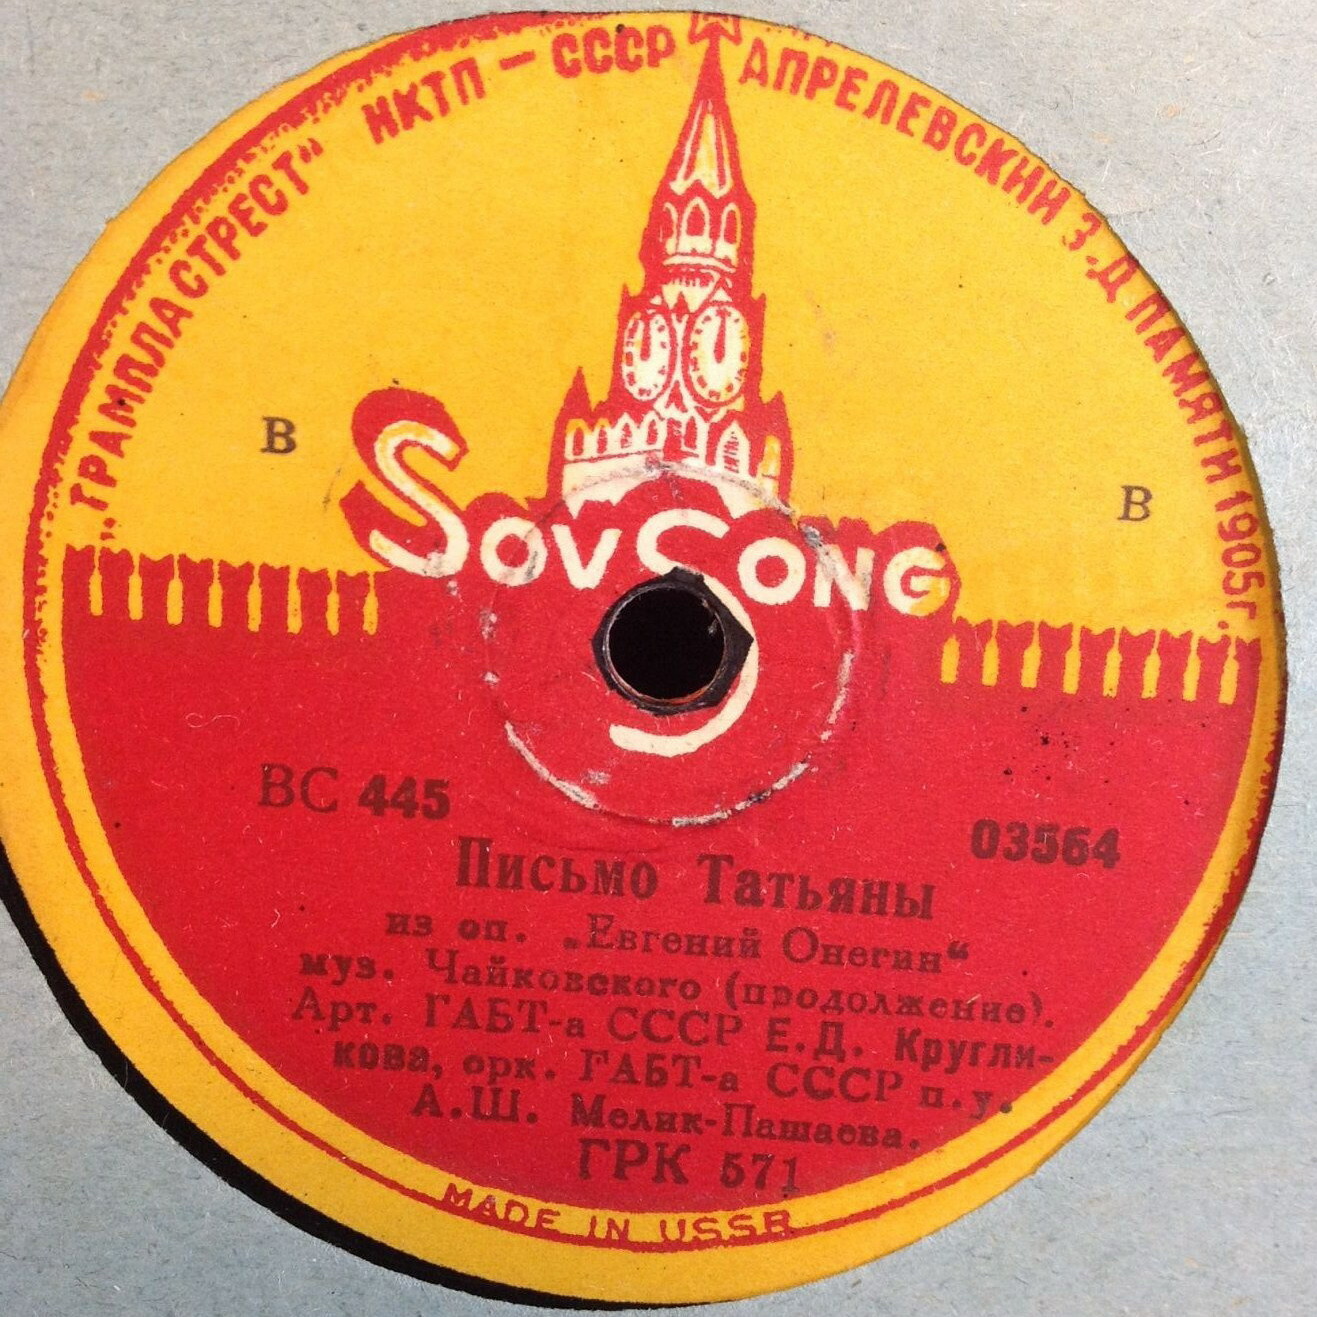 „ГРАМПЛАСТРЕСТ“ НКТП – СССР АПРЕЛЕВСКИЙ З-Д ПАМЯТИ 1905г.
В
В
SOVSONG
ВС 445
03564
Письмо Татьяны
из оп. „Евгений Онегин“
муз. Чайковского (продолжение).
Арт. ГАБТ-а СССР Е.Д. Кругли-
кова, орк. ГАБТ-а СССР п.у.
А.Ш. Мелик-Пашаева.
ГРК 571
MADE IN USSR